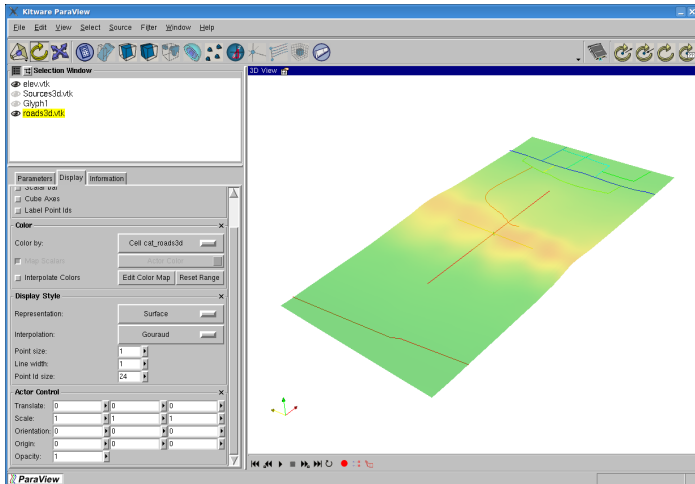 Kitware ParaView
File Edit View Select Source Filter Window Help
Selection Window
3D View
elev.vtk
Sources3d.vtk
Glyph1
roads3d.vtk
Parameters Display Information
Scalar bar
Cube Axes
Label Point Ids
Color
Color by: Cell cat_roads3d
Map Scalars Actor Color
Interpolate Colors Edit Color Map Reset Range
Display Style
Representation: Surface
Interpolation: Gouraud
Point size: 1
Line width: 1
Point Id size: 24
Actor Control
Translate: 0 0 0
Scale: 1 1 1
Orientation: 0 0 0
Origin: 0 0 0
Opacity: 1
ParaView